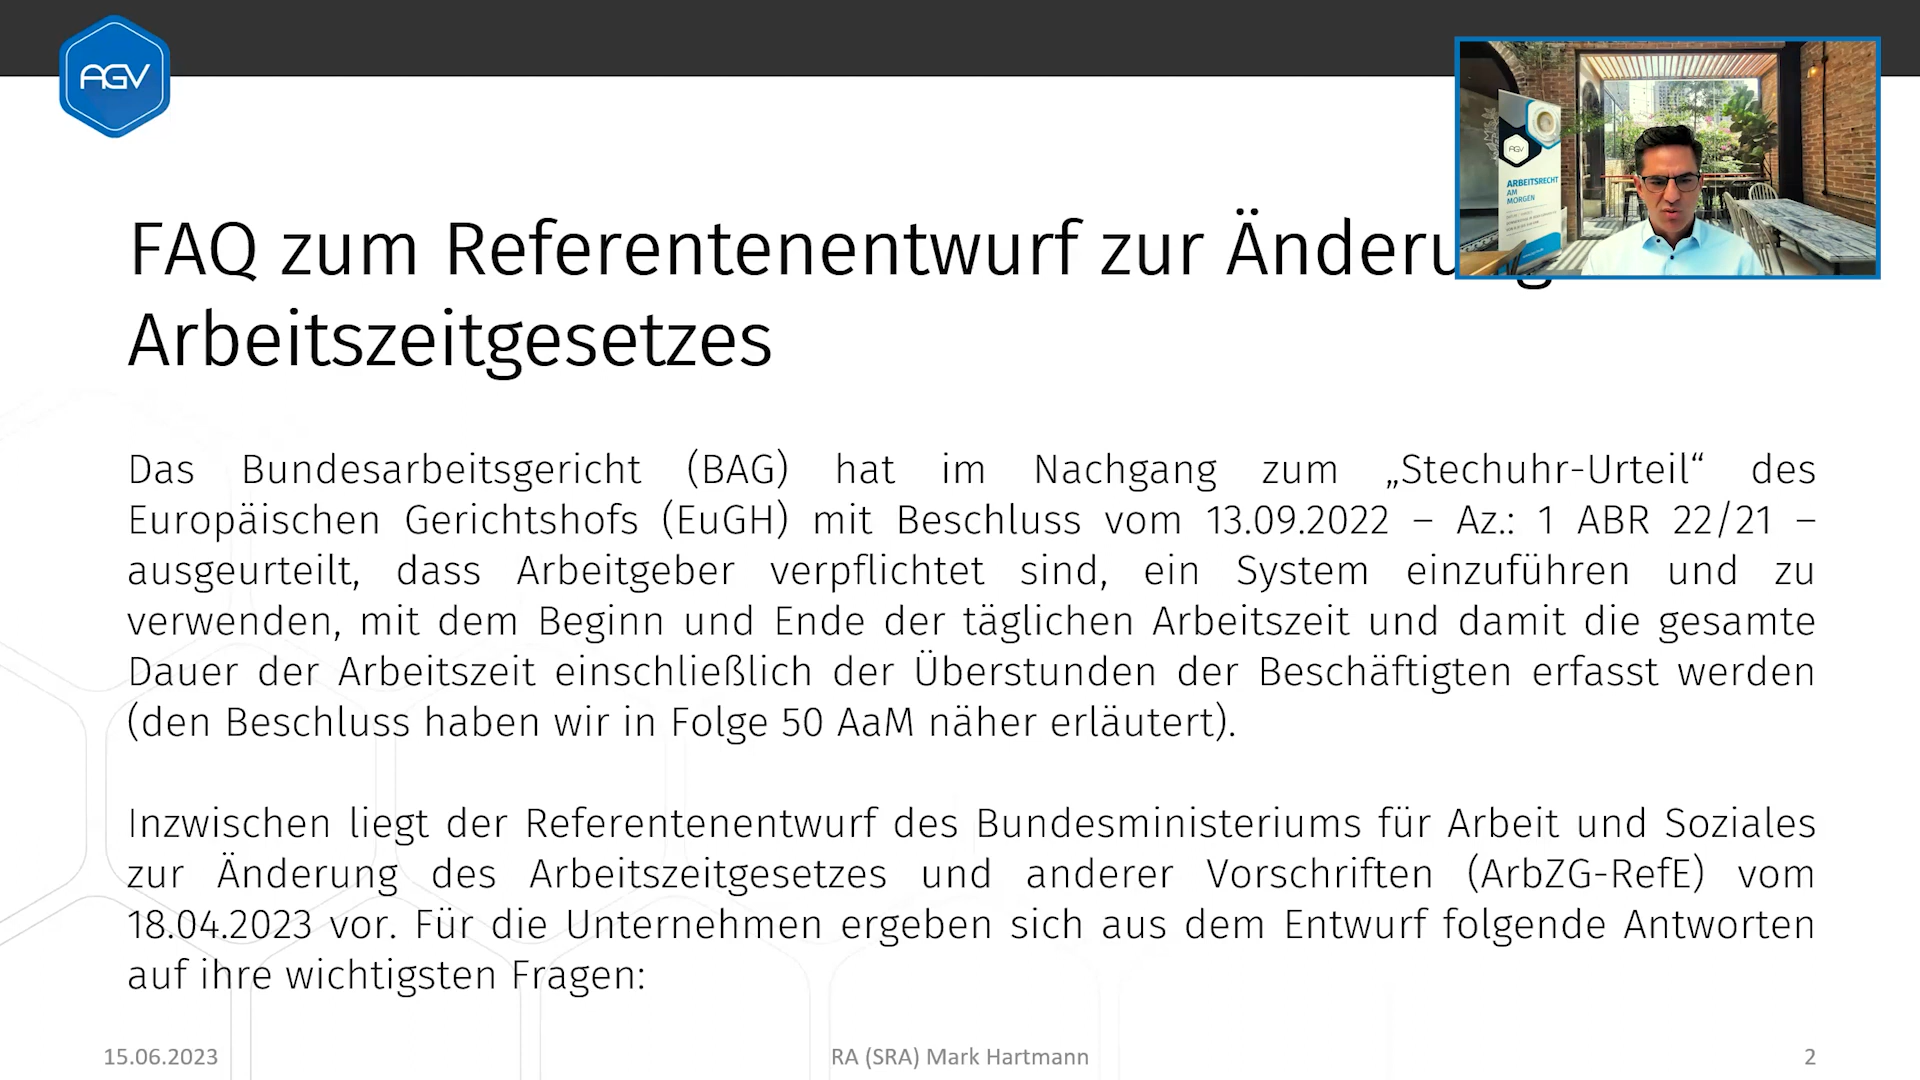 AGV
FAQ zum Referentenentwurf zur Änderu
Arbeitszeitgesetzes
AGV
ARBEITSRECHT
AM
MORGEN
Das Bundesarbeitsgericht (BAG) hat im Nachgang zum „Stechuhr-Urteil“ des
Europäischen Gerichtshofs (EuGH) mit Beschluss vom 13.09.2022 – Az.: 1 ABR 22/21 –
ausgeurteilt, dass Arbeitgeber verpflichtet sind, ein System einzuführen und zu
verwenden, mit dem Beginn und Ende der täglichen Arbeitszeit und damit die gesamte
Dauer der Arbeitszeit einschließlich der Überstunden der Beschäftigten erfasst werden
(den Beschluss haben wir in Folge 50 AaM näher erläutert).
Inzwischen liegt der Referentenentwurf des Bundesministeriums für Arbeit und Soziales
zur Änderung des Arbeitszeitgesetzes und anderer Vorschriften (ArbZG-RefE) vom
18.04.2023 vor. Für die Unternehmen ergeben sich aus dem Entwurf folgende Antworten
auf ihre wichtigsten Fragen:
15.06.2023
RA (SRA) Mark Hartmann
2